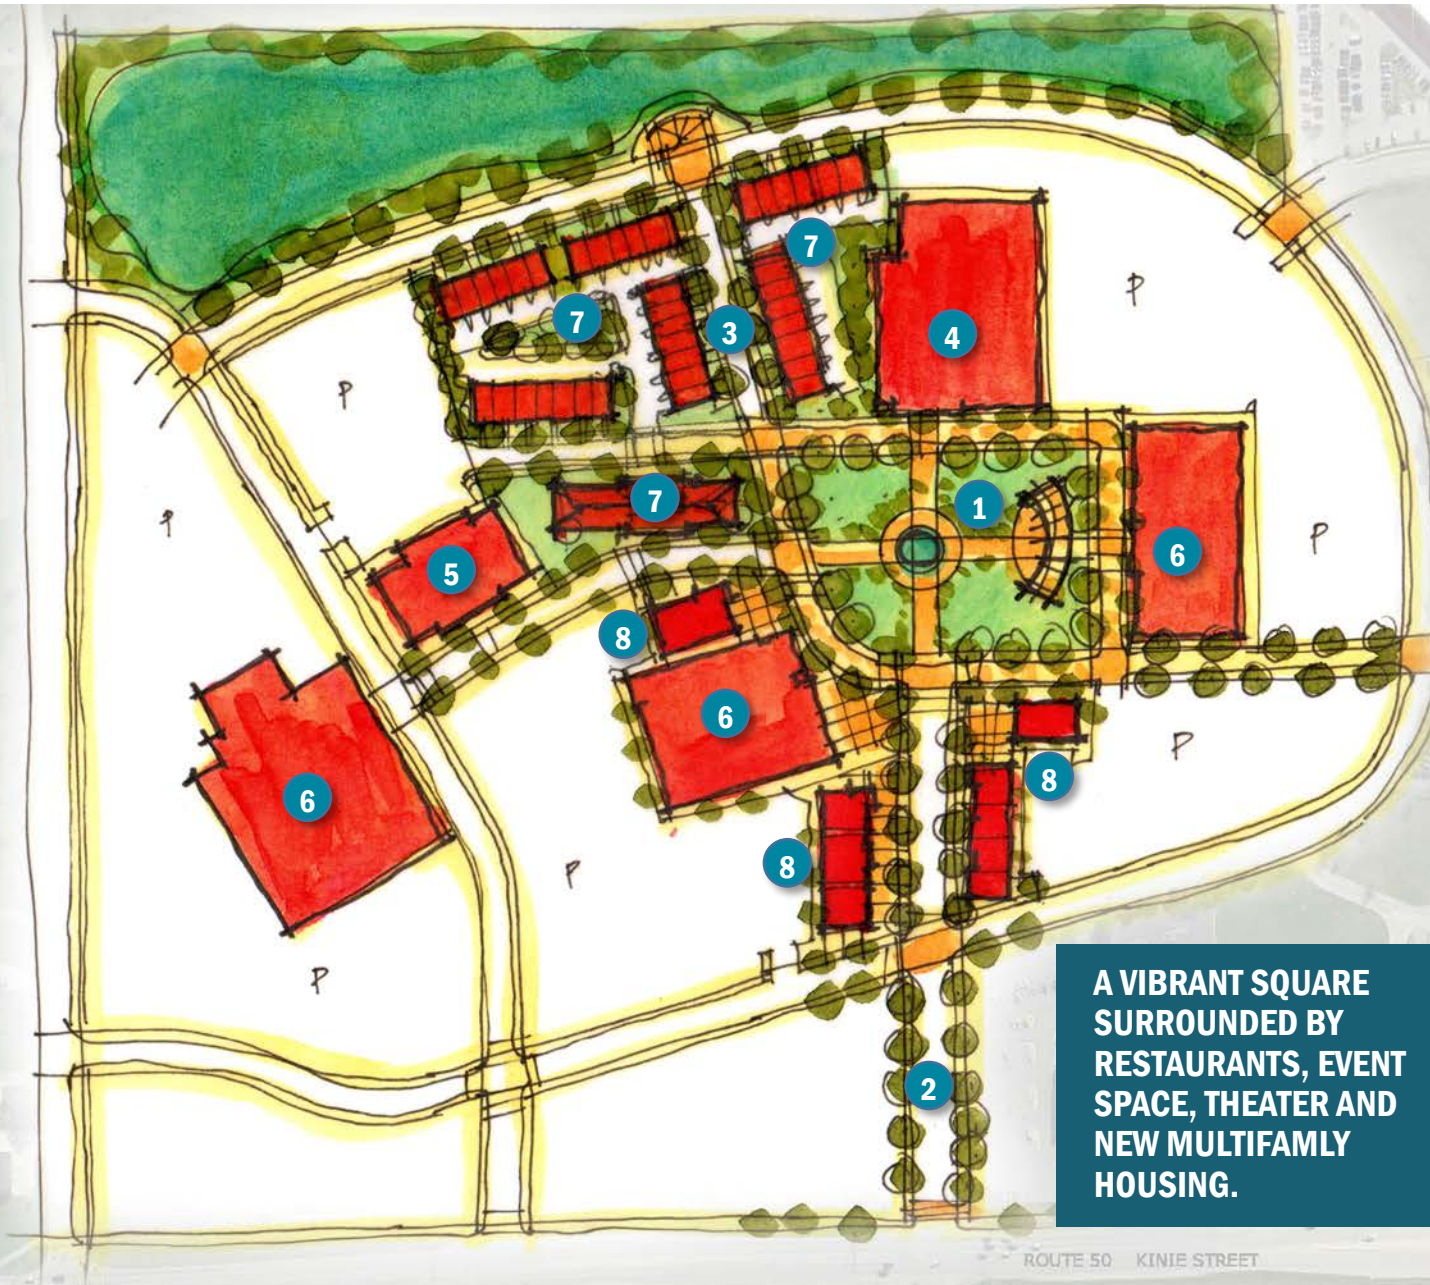 7
P
3
4
P
7
1
P
7
P
5
6
8
6
P
6
8
8
P
P
2
A VIBRANT SQUARE
SURROUNDED BY
RESTAURANTS, EVENT
SPACE, THEATER AND
NEW MULTIFAMLY
HOUSING.
ROUTE 50 KINIE STREET